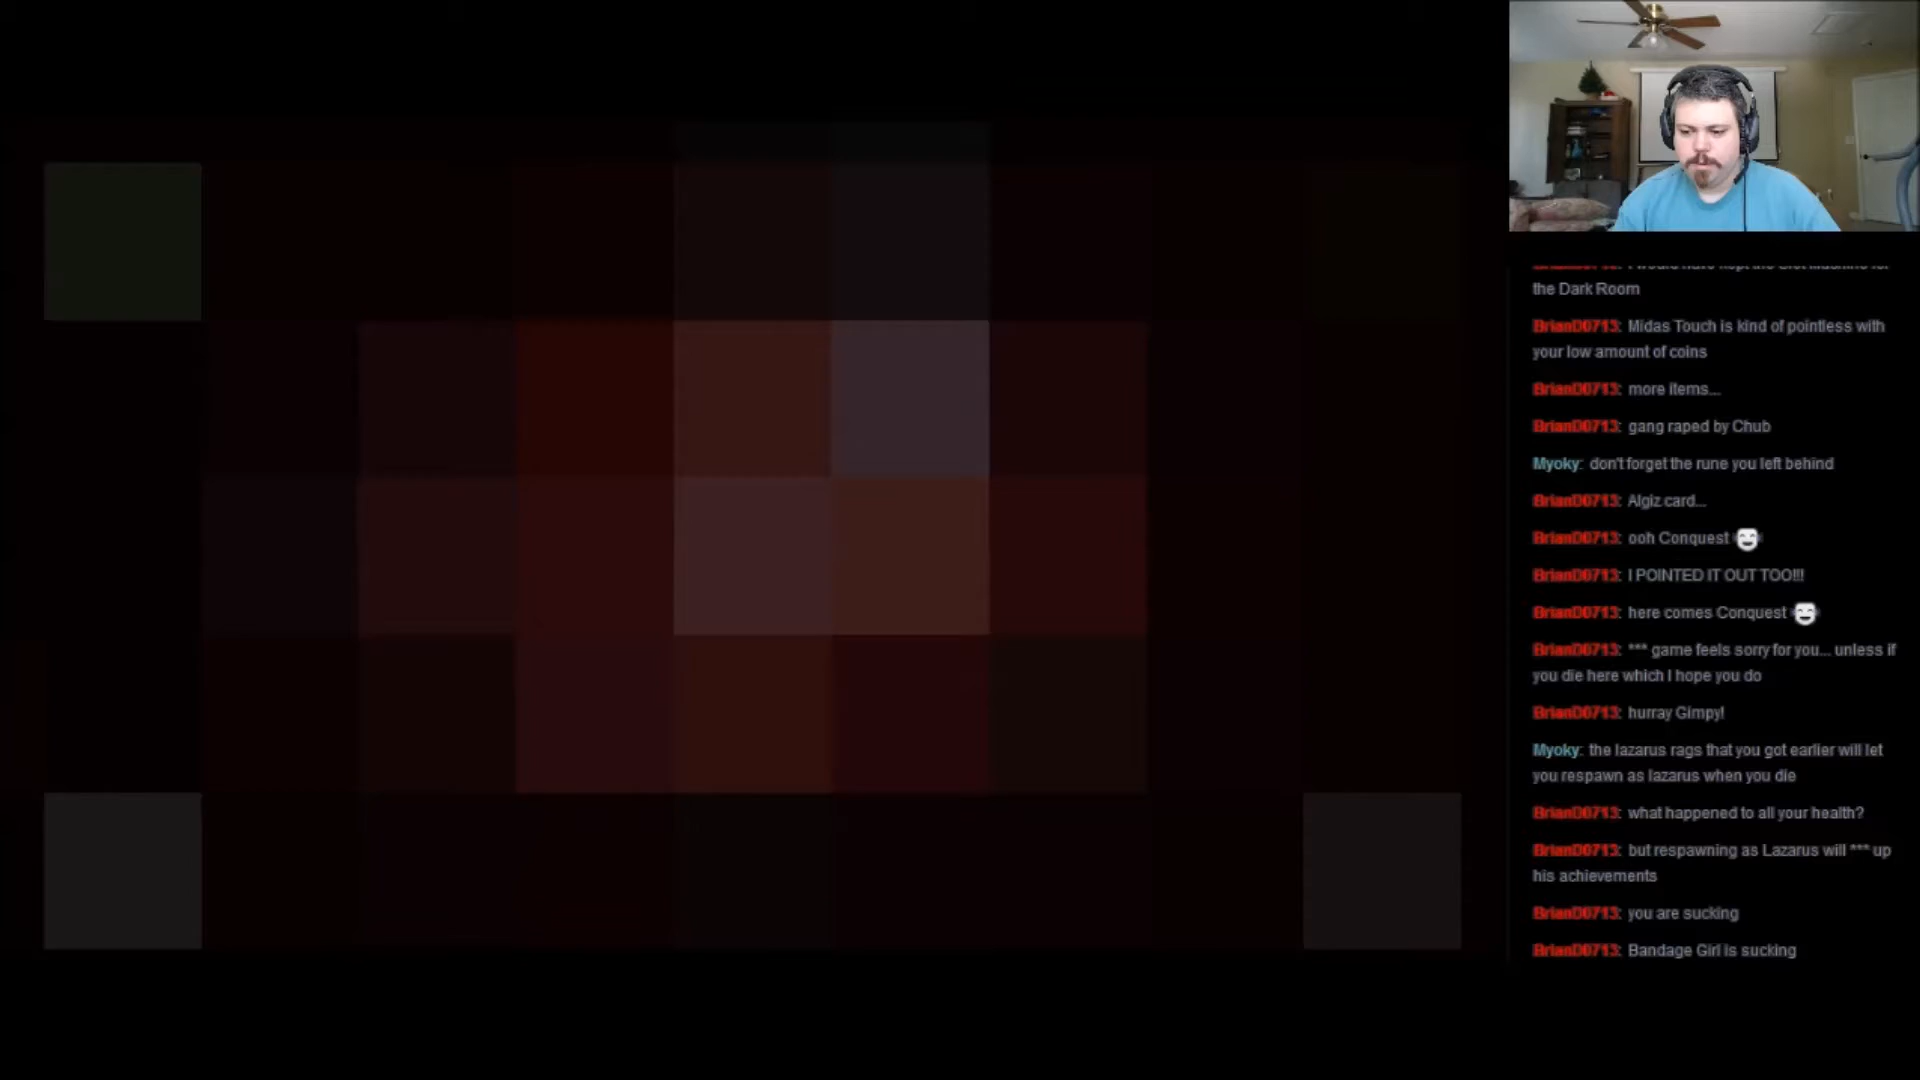 the Dark Room
BrianD0713: Midas Touch is kind of pointless with
your low amount of coins
BrianD0713: more items...
BrianD0713: gang raped by Chub
Myoky: don't forget the rune you left behind
BrianD0713: Algiz card...
BrianD0713: ooh Conquest
BrianD0713: I POINTED IT OUT TOO!!!
BrianD0713: here comes Conquest
BrianD0713: *** game feels sorry for you... unless if
you die here which I hope you do
BrianD0713: hurray Gimpy!
Myoky: the lazarus rags that you got earlier will let
you respawn as lazarus when you die
BrianD0713: what happened to all your health?
BrianD0713: but respawning as Lazarus will *** up
his achievements
BrianD0713: you are sucking
BrianD0713: Bandage Girl is sucking